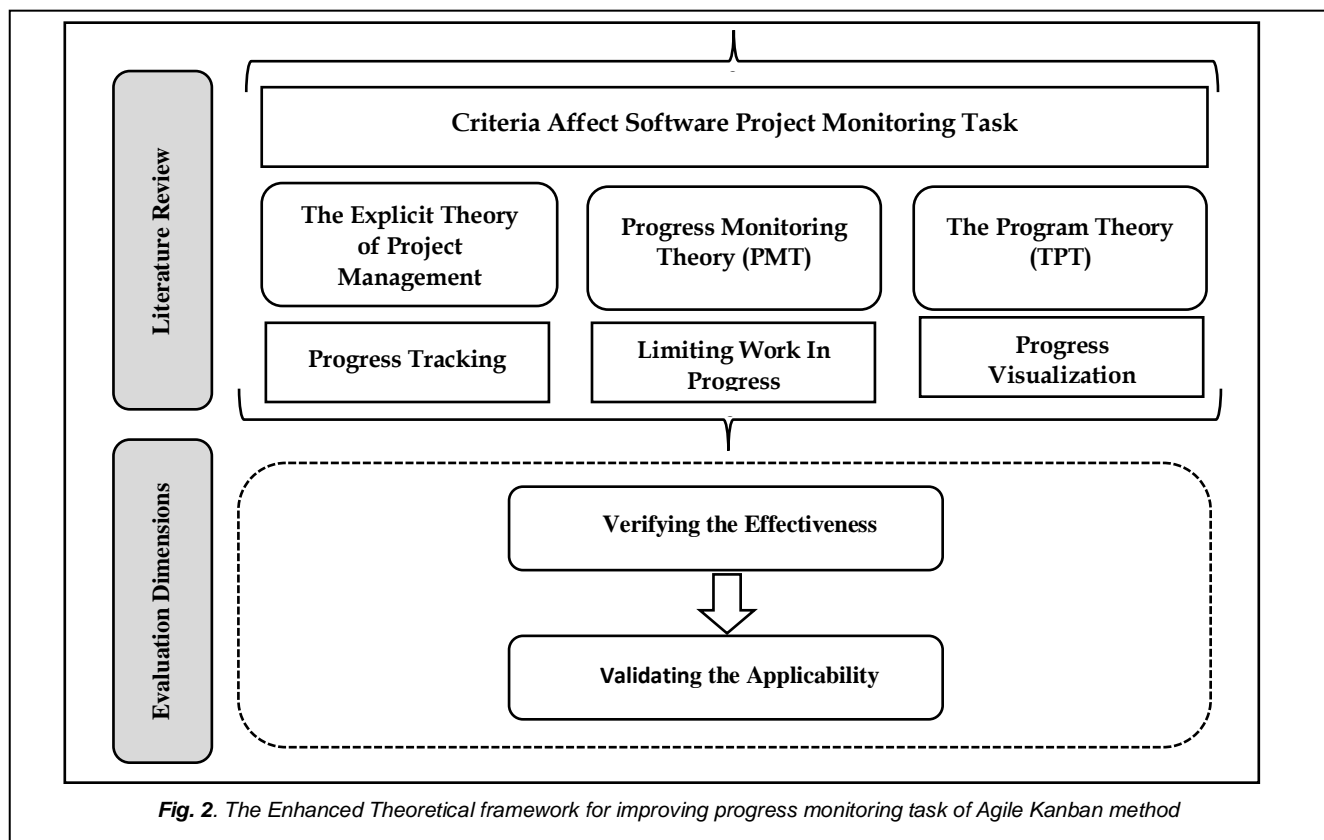 Literature Review
Criteria Affect Software Project Monitoring Task
The Explicit Theory
of Project
Management
Progress Monitoring
Theory (PMT)
The Program Theory
(TPT)
Progress Tracking
Limiting Work In
Progress
Progress
Visualization
Evaluation Dimensions
Verifying the Effectiveness
Validating the Applicability
Fig. 2. The Enhanced Theoretical framework for improving progress monitoring task of Agile Kanban method